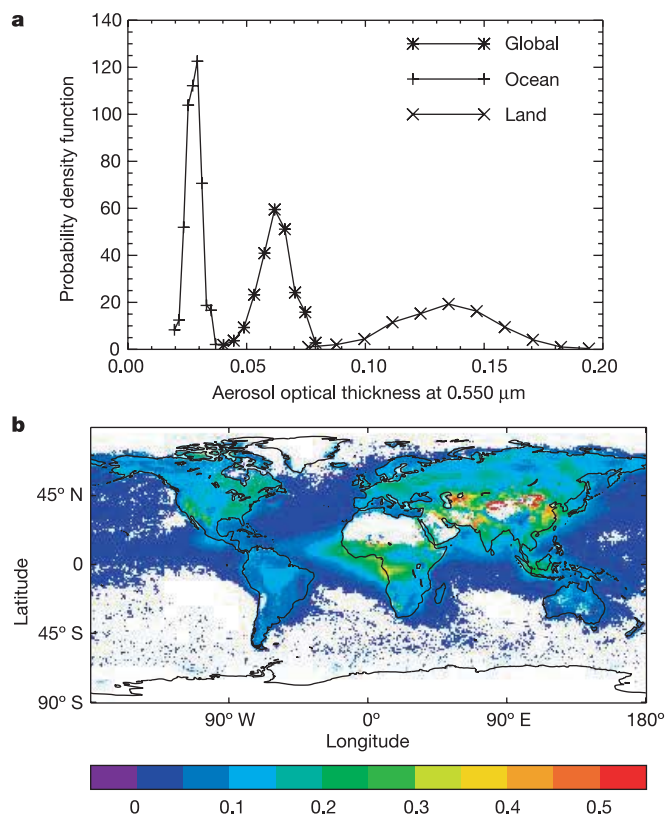 a
140
120
100
80
60
40
20
0
Probability density function
Global
Ocean
Land
0.00
0.05
0.10
0.15
0.20
Aerosol optical thickness at 0.550 μm
b
45° N
0
45° S
90° S
Latitude
90° W
0°
90° E
180°
Longitude
0
0.1
0.2
0.3
0.4
0.5